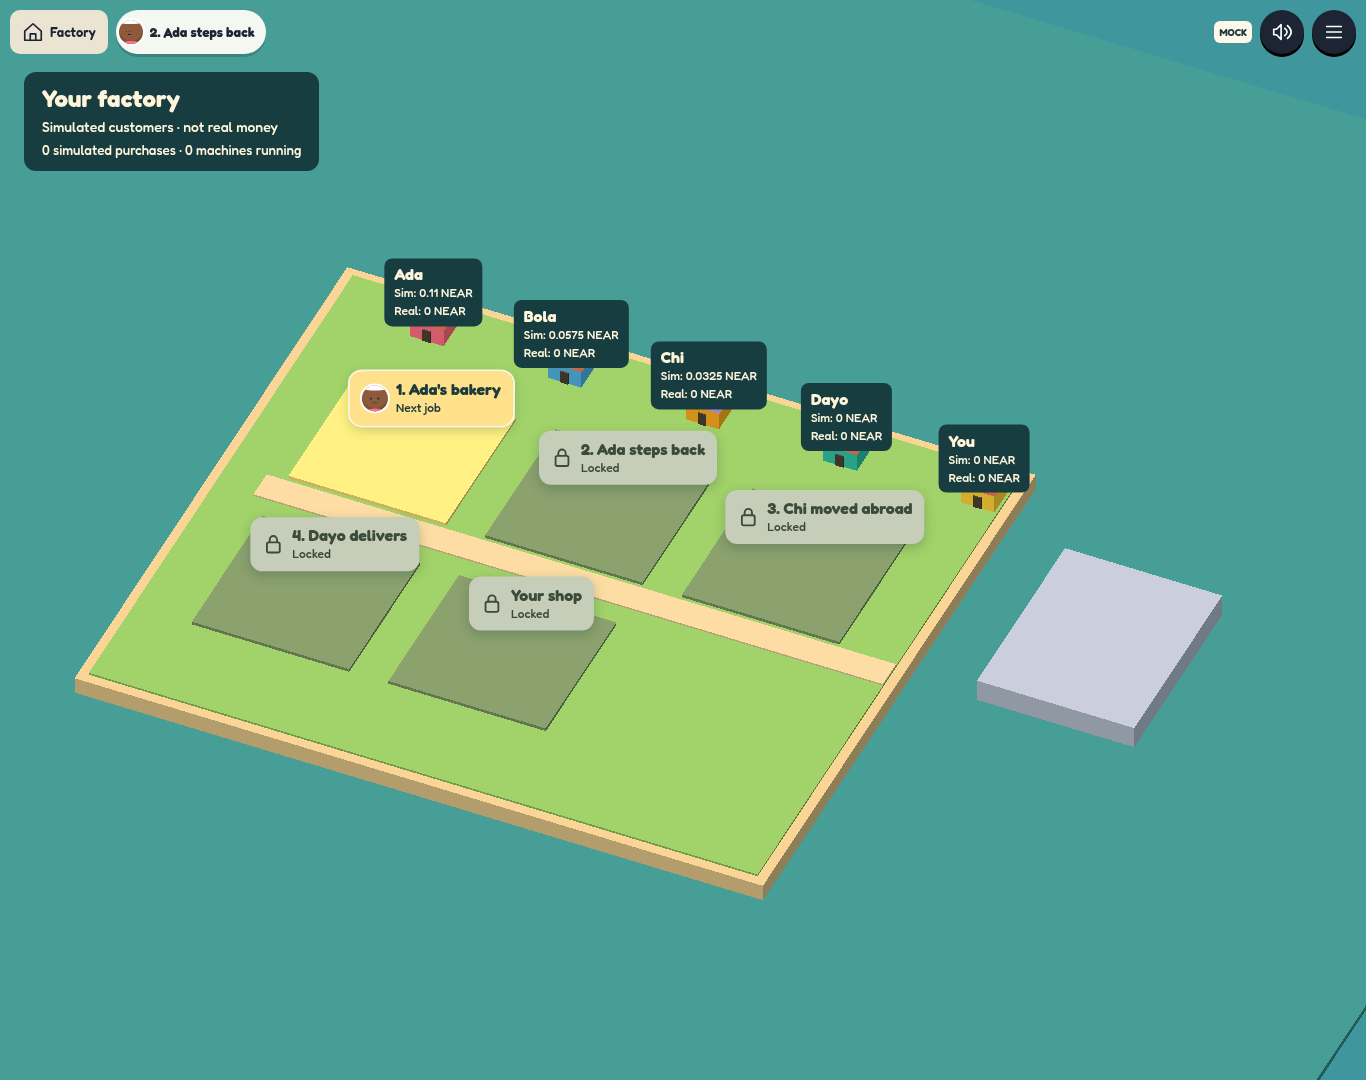 Factory
2. Ada steps back
MOCK
Your factory
Simulated customers · not real money
0 simulated purchases · 0 machines running
Ada
Sim: 0.11 NEAR
Real: 0 NEAR
Bola
Sim: 0.0575 NEAR
Real: 0 NEAR
Chi
Sim: 0.0325 NEAR
Real: 0 NEAR
Dayo
Sim: 0 NEAR
Real: 0 NEAR
You
Sim: 0 NEAR
Real: 0 NEAR
1. Ada's bakery
Next job
2. Ada steps back
Locked
3. Chi moved abroad
Locked
4. Dayo delivers
Locked
Your shop
Locked